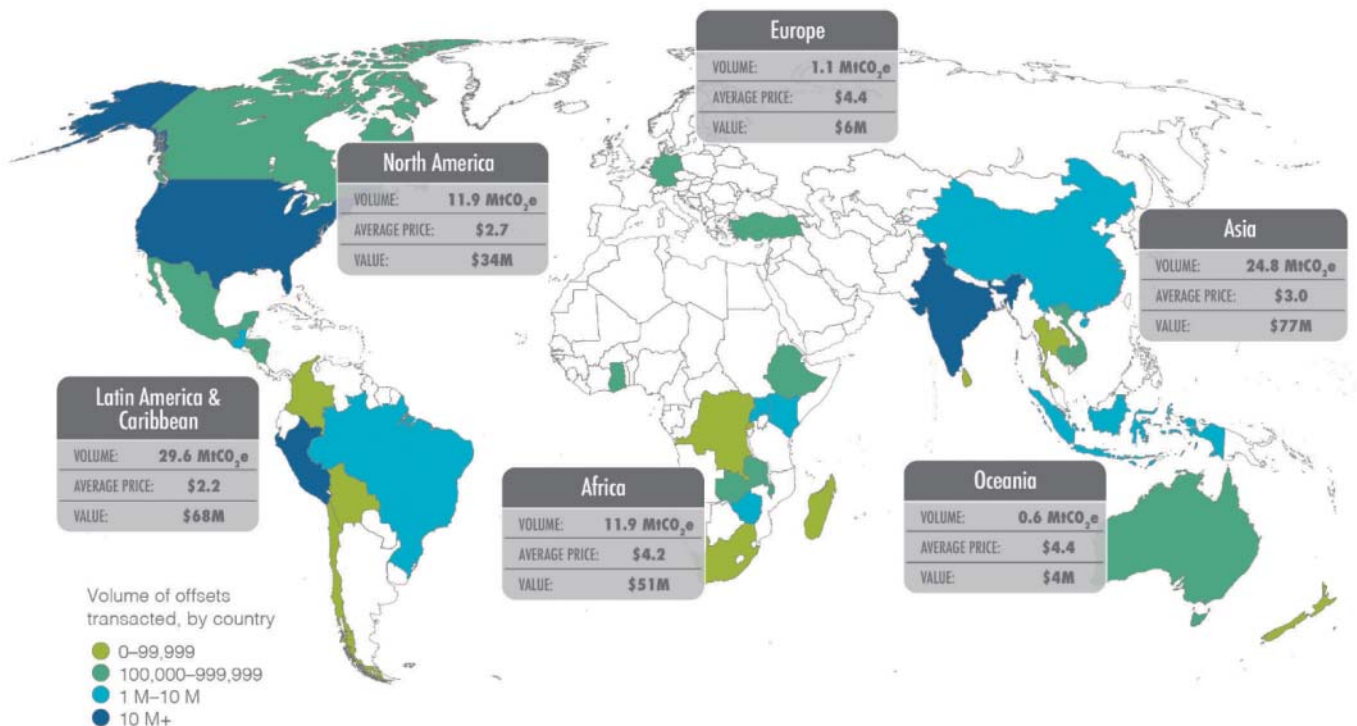 Europe
VOLUME: 1.1 MtCO₂e
AVERAGE PRICE: $4.4
VALUE: $6M
North America
VOLUME: 11.9 MtCO₂e
AVERAGE PRICE: $2.7
VALUE: $34M
Asia
VOLUME: 24.8 MtCO₂e
AVERAGE PRICE: $3.0
VALUE: $77M
Latin America &
Caribbean
VOLUME: 29.6 MtCO₂e
AVERAGE PRICE: $2.2
VALUE: $68M
Africa
VOLUME: 11.9 MtCO₂e
AVERAGE PRICE: $4.2
VALUE: $51M
Oceania
VOLUME: 0.6 MtCO₂e
AVERAGE PRICE: $4.4
VALUE: $4M
Volume of offsets
transacted, by country
0–99,999
100,000–999,999
1 M–10 M
10 M+